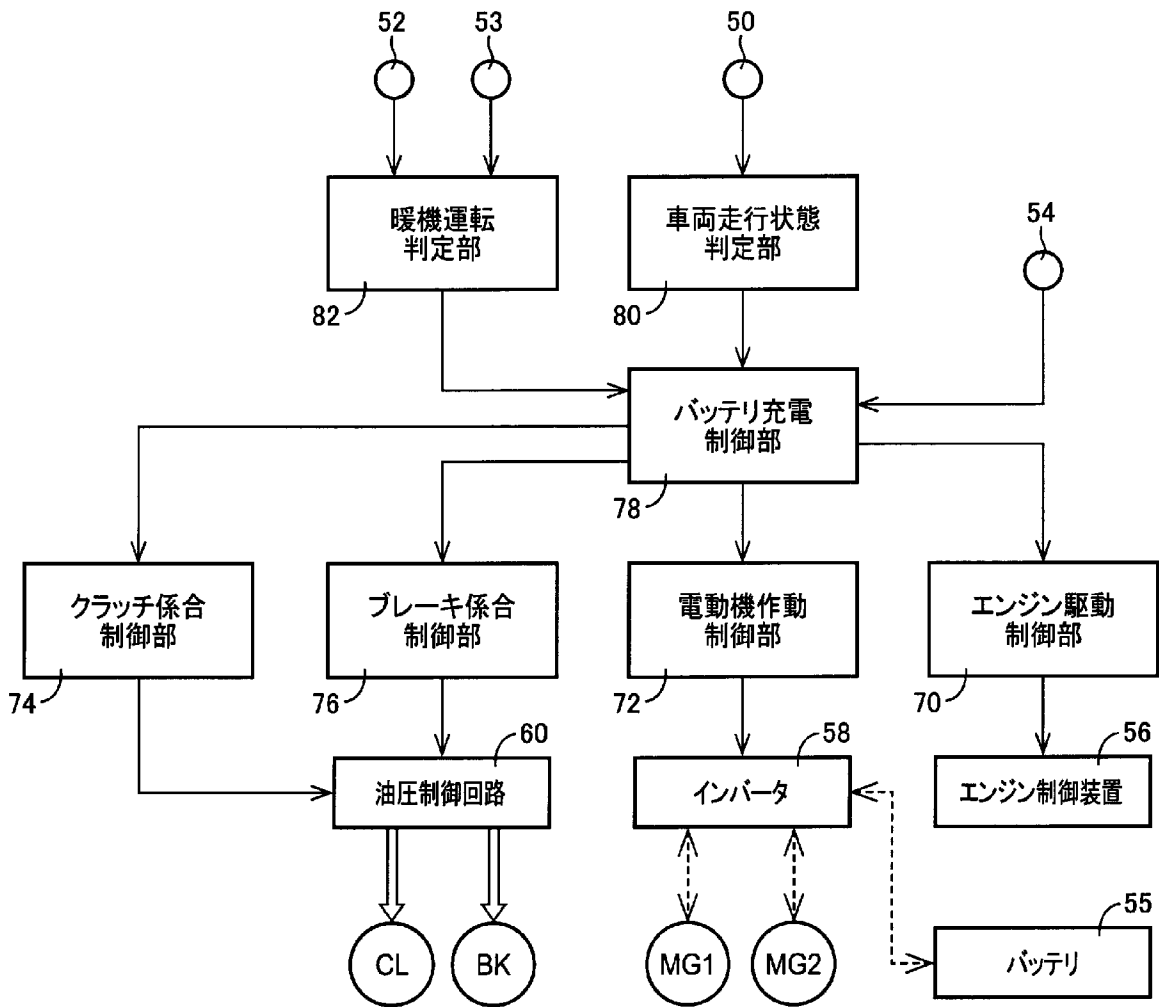 52
53
50
暖機運転
判定部
82
車両走行状態
判定部
80
54
バッテリ充電
制御部
78
クラッチ係合
制御部
74
ブレーキ係合
制御部
76
電動機作動
制御部
72
エンジン駆動
制御部
70
60
油圧制御回路
58
インバータ
56
エンジン制御装置
CL
BK
MG1
MG2
55
バッテリ